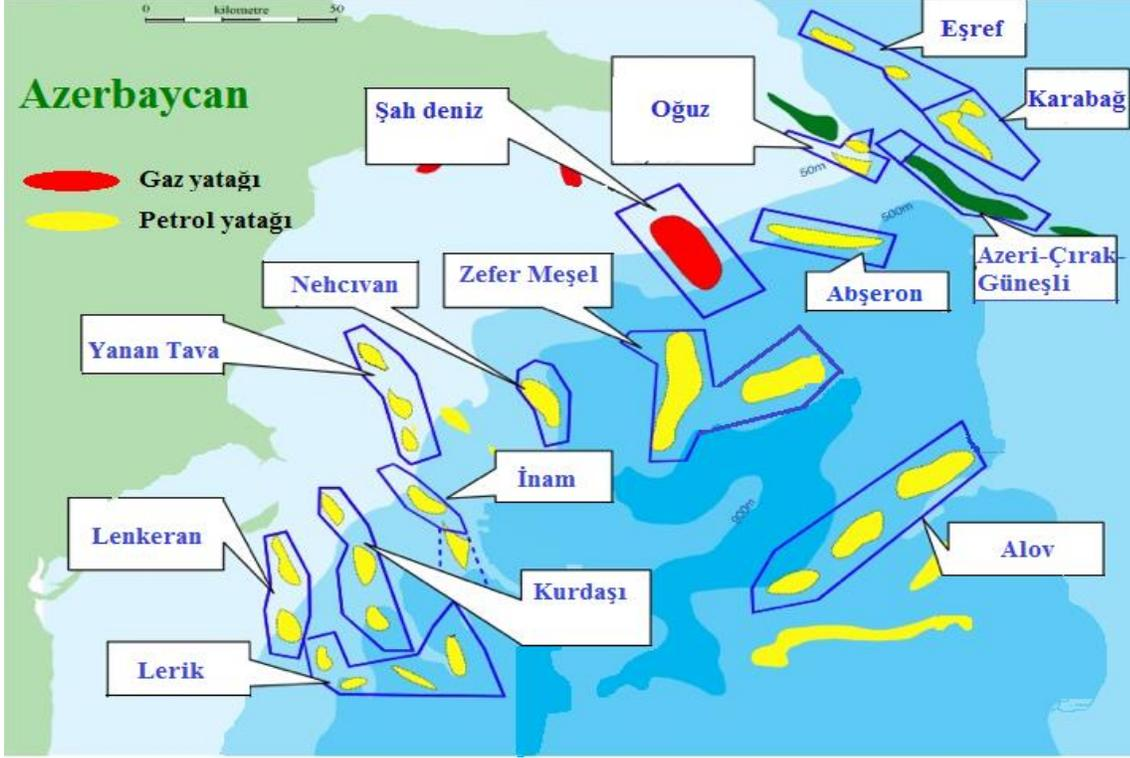 0 kilometre 50
Eşref
Azerbaycan
Karabağ
Şah deniz
Oğuz
Gaz yatağı
50m
Petrol yatağı
500m
Azeri-Çırak-
Güneşli
Zefer Meşel
Nehcıvan
Abşeron
Yanan Tava
İnam
900m
Lenkeran
Alov
Kurdaşı
Lerik